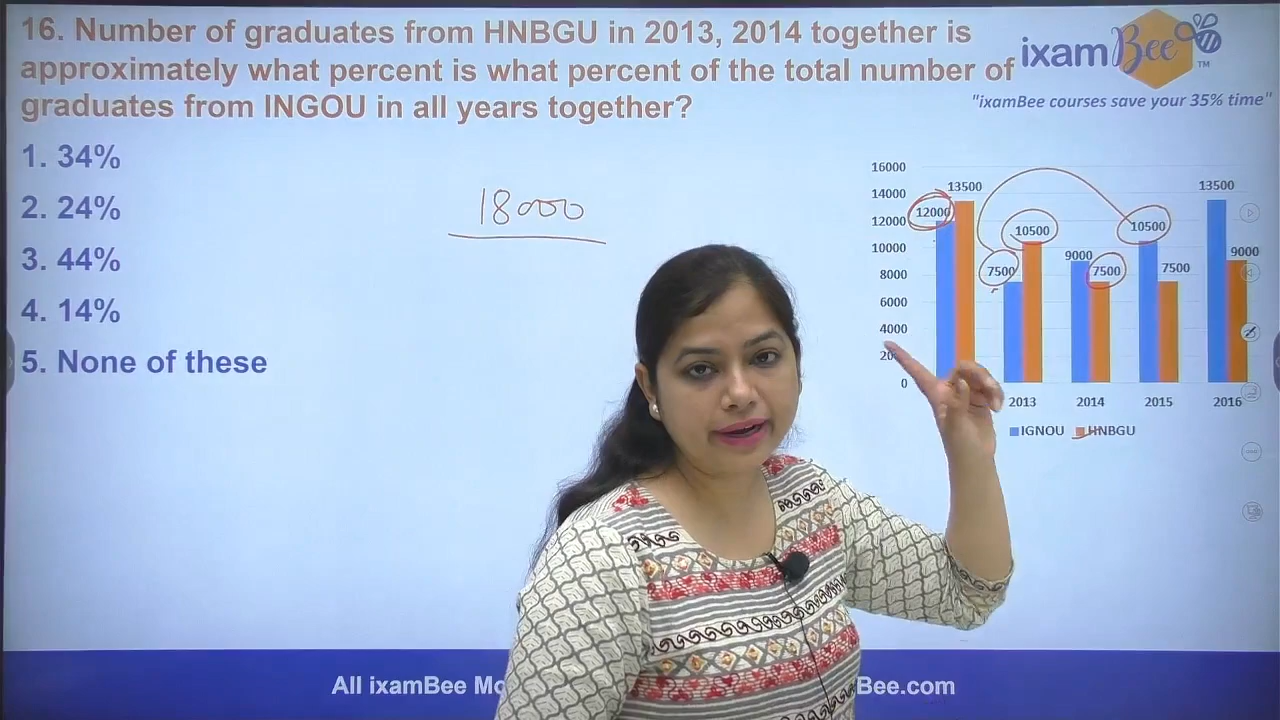 16. Number of graduates from HNBGU in 2013, 2014 together is
approximately what percent is what percent of the total number of
graduates from INGOU in all years together?
ixamBee TM
"ixamBee courses save your 35% time"
1. 34%
2. 24%
3. 44%
4. 14%
5. None of these
18000
16000
14000
12000
10000
8000
6000
4000
0
12000 13500
7500 10500
9000 7500
10500 7500
13500 9000
2013 2014 2015 2016
IGNOU HNBGU
All ixamBee Bee.com